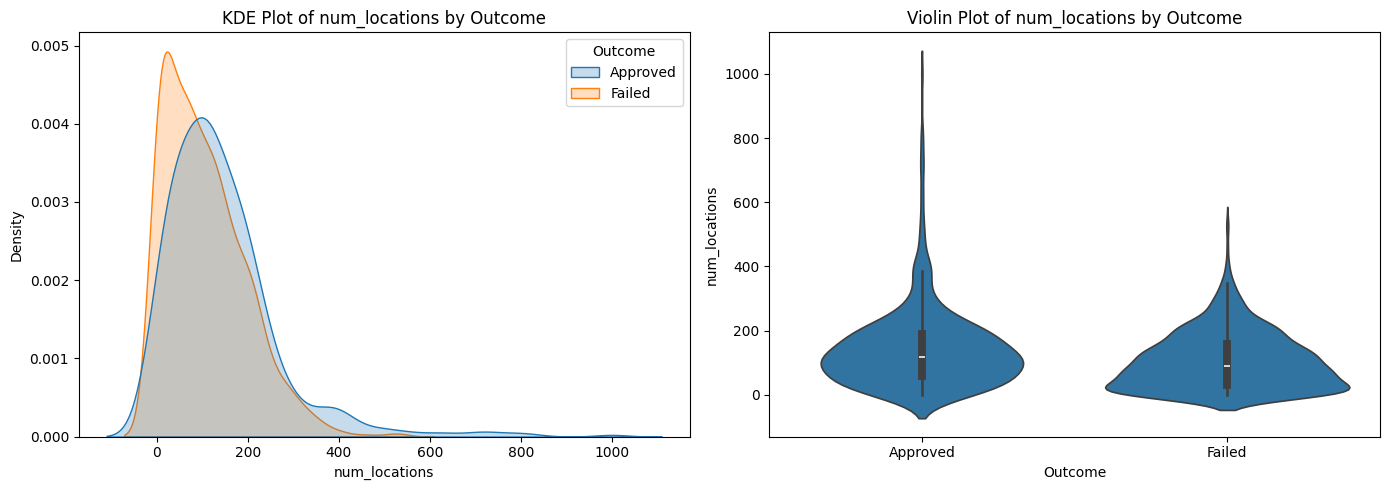 KDE Plot of num_locations by Outcome
Outcome
Approved
Failed
Density
0.005
0.004
0.003
0.002
0.001
0.000
0 200 400 600 800 1000
num_locations
Violin Plot of num_locations by Outcome
num_locations
1000
800
600
400
200
0
Approved Failed
Outcome